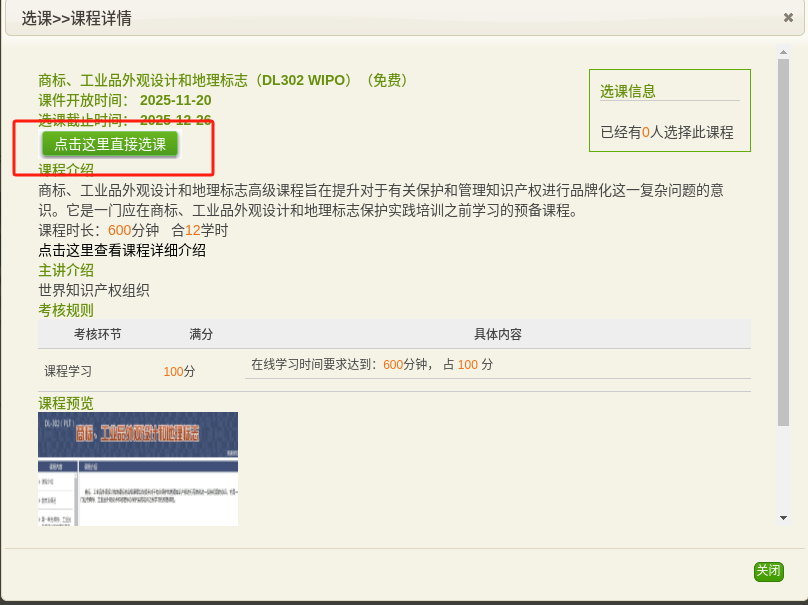 选课>>课程详情
商标、工业品外观设计和地理标志（DL302 WIPO）（免费）
课件开放时间： 2025-11-20
选课截止时间： 2025-12-26
点击这里直接选课
选课信息
已经有0人选择此课程
课程介绍
商标、工业品外观设计和地理标志高级课程旨在提升对于有关保护和管理知识产权进行品牌化这一复杂问题的意
识。它是一门应在商标、工业品外观设计和地理标志保护实践培训之前学习的预备课程。
课程时长：600分钟 合12学时
点击这里查看课程详细介绍
主讲介绍
世界知识产权组织
考核规则
考核环节 满分 具体内容
课程学习 100分 在线学习时间要求达到：600分钟， 占 100 分
课程预览
商标、工业品外观设计和地理标志
关闭